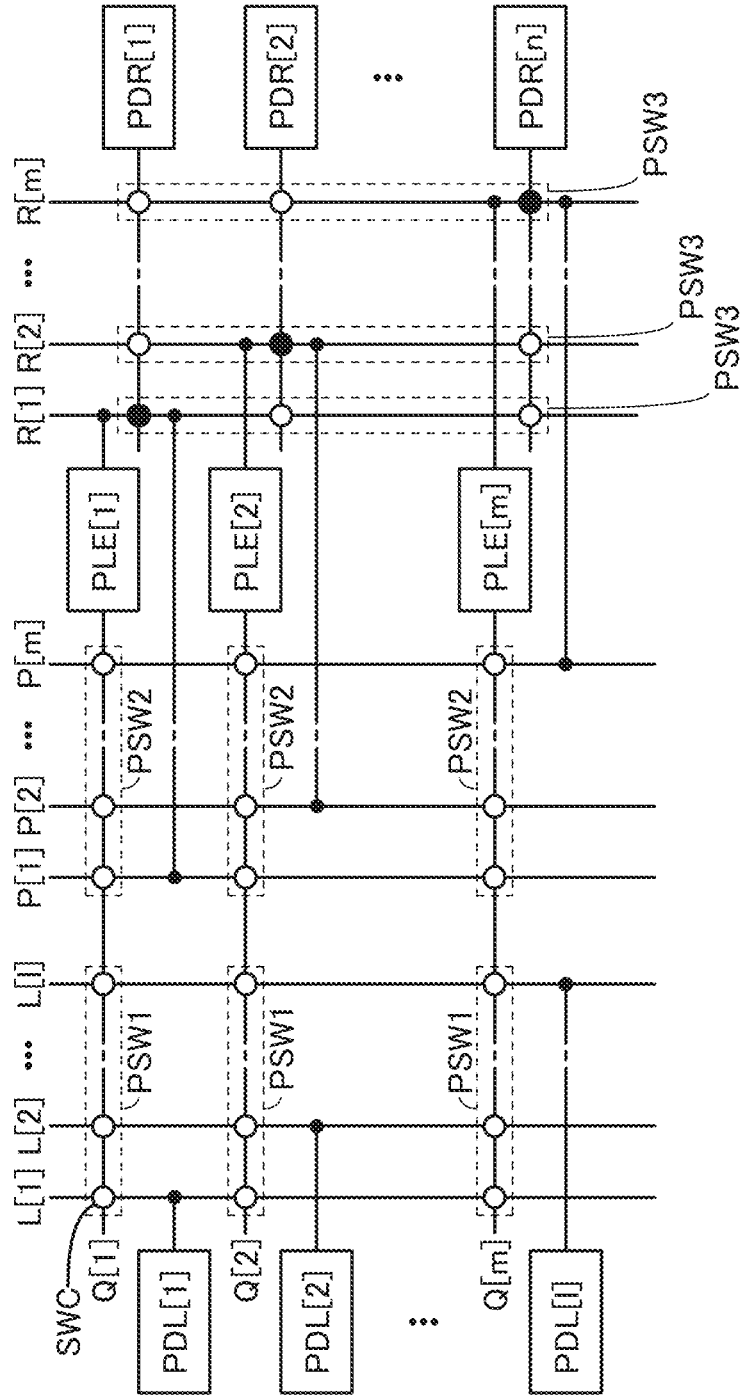 L[1] L[2] ••• L[l] P[1] P[2] ••• P[m] R[1] R[2] ••• R[m]
SWC
Q[1]
PSW1
PSW2
PLE[1]
PDR[1]
PDL[1]
Q[2]
PSW1
PSW2
PLE[2]
PDR[2]
PDL[2]
•••
•••
Q[m]
PSW1
PSW2
PLE[m]
PDR[n]
PDL[l]
PSW3
PSW3
PSW3